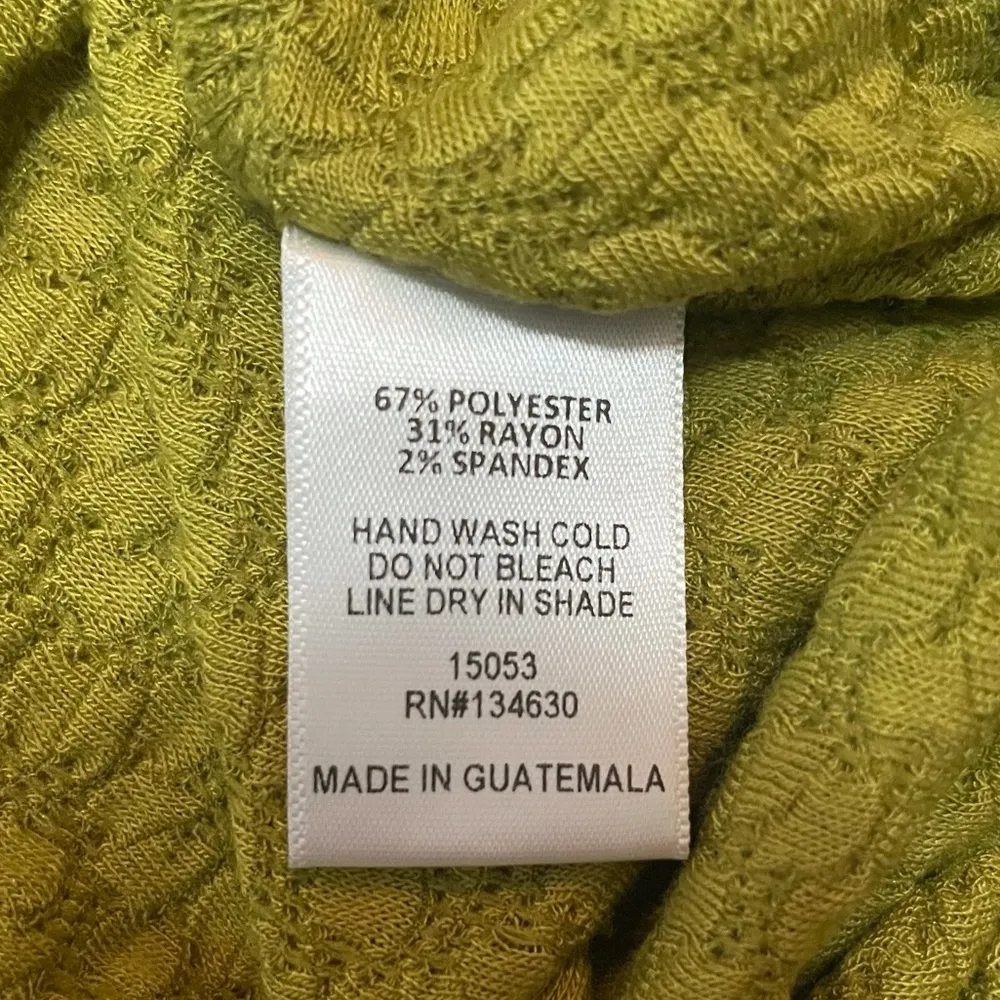 67% POLYESTER
31% RAYON
2% SPANDEX
HAND WASH COLD
DO NOT BLEACH
LINE DRY IN SHADE
15053
RN#134630
MADE IN GUATEMALA